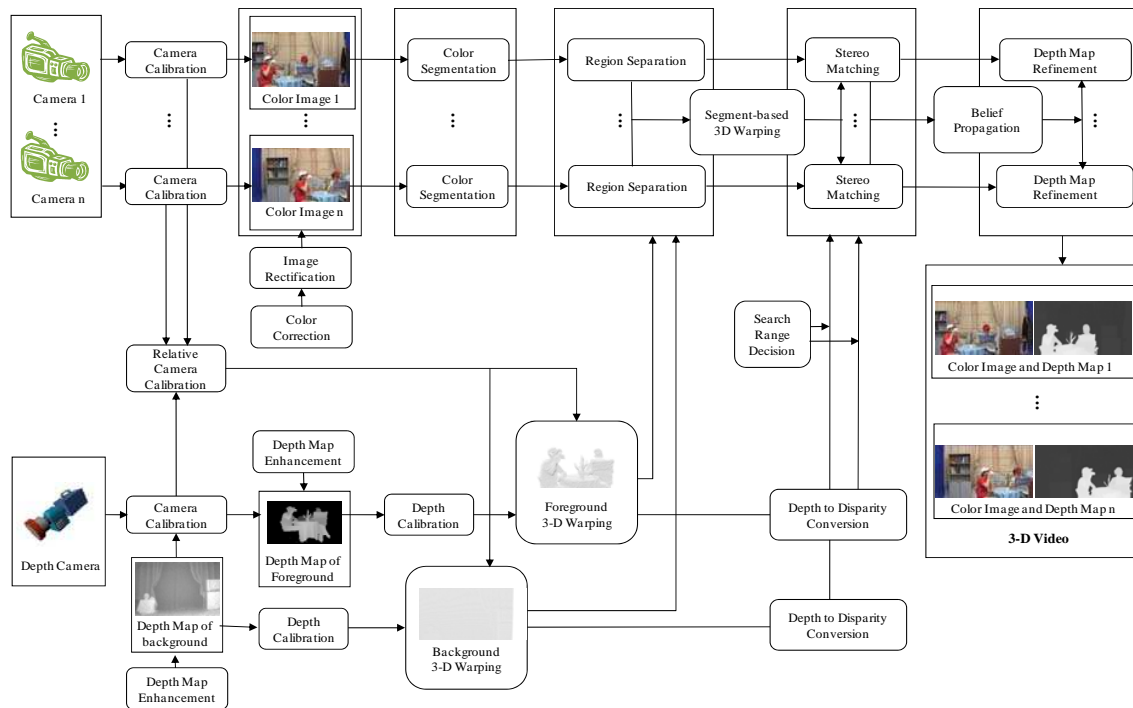 Camera 1
⋮
Camera n
Camera
Calibration
⋮
Camera
Calibration
Color Image 1
⋮
Color Image n
Color
Segmentation
⋮
Color
Segmentation
Region Separation
⋮
Region Separation
Segment-based
3D Warping
Stereo
Matching
⋮
Stereo
Matching
Belief
Propagation
Depth Map
Refinement
⋮
Depth Map
Refinement
Image
Rectification
Color
Correction
Relative
Camera
Calibration
Search
Range
Decision
Color Image and Depth Map 1
⋮
Color Image and Depth Map n
3-D Video
Depth Camera
Camera
Calibration
Depth Map
Enhancement
Depth Map of
Foreground
Depth
Calibration
Foreground
3-D Warping
Depth to Disparity
Conversion
Depth Map of
background
Depth Map
Enhancement
Depth
Calibration
Background
3-D Warping
Depth to Disparity
Conversion